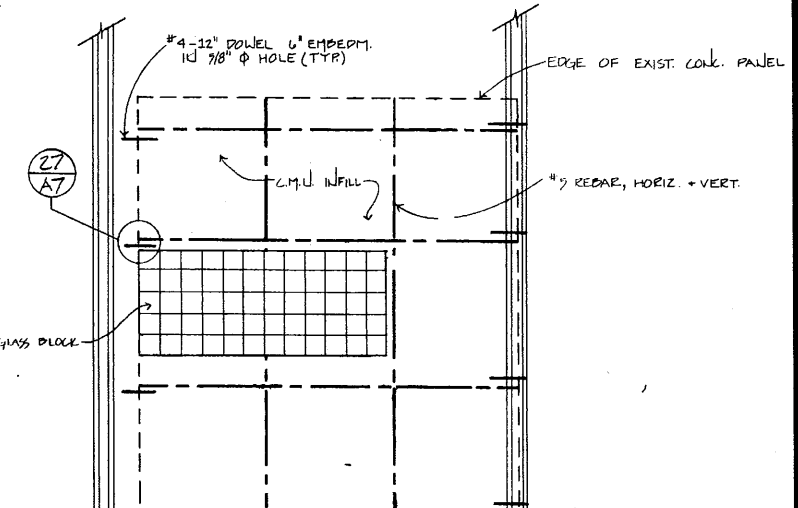 #4-12" DOWEL 6" EMBEDM.
IN 5/8" Φ HOLE (TYP)
EDGE OF EXIST. CONC. PANEL
27
A7
C.M.U. INFILL
#5 REBAR, HORIZ. + VERT.
GLASS BLOCK